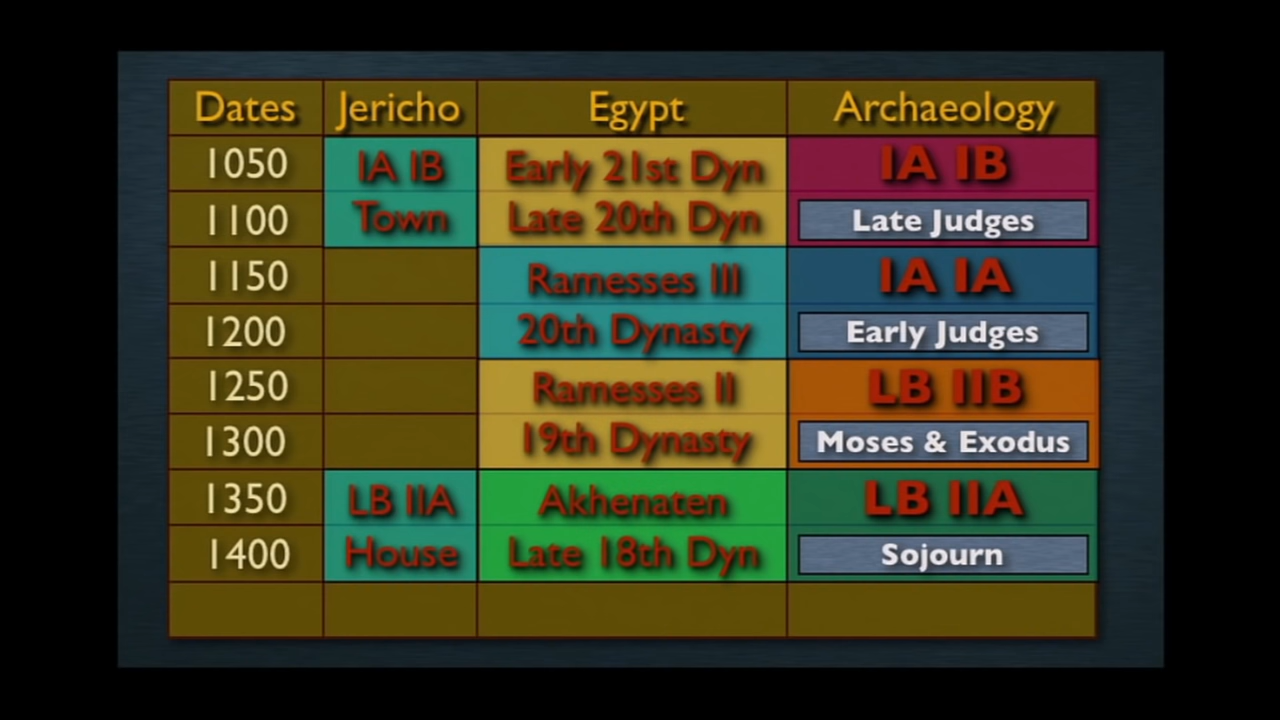 Dates Jericho Egypt Archaeology
1050 IA IB Early 21st Dyn IA IB
1100 Town Late 20th Dyn Late Judges
1150 Ramesses III IA IA
1200 20th Dynasty Early Judges
1250 Ramesses II LB IIB
1300 19th Dynasty Moses & Exodus
1350 LB IIA Akhenaten LB IIA
1400 House Late 18th Dyn Sojourn